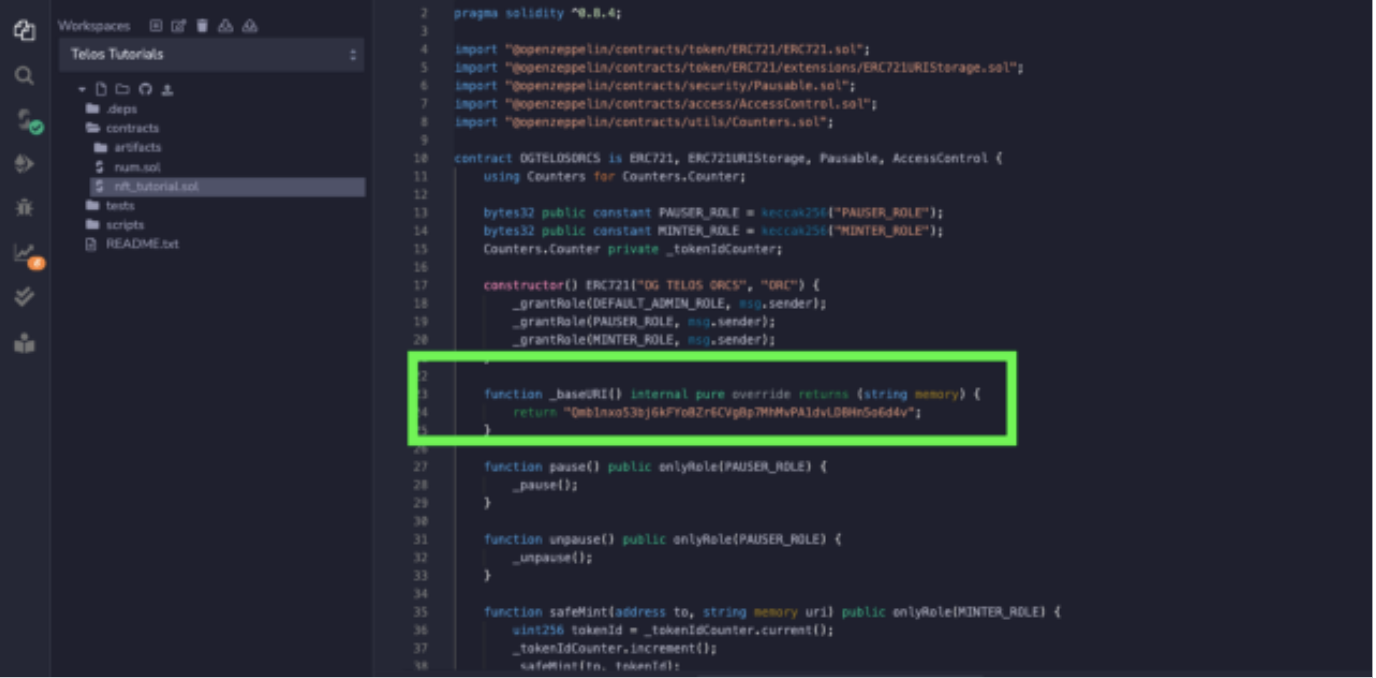 Workspaces
Telos Tutorials
.deps
contracts
artifacts
num.sol
nft_tutorial.sol
tests
scripts
README.txt
2 pragma solidity ^0.8.4;
3
4 import "@openzeppelin/contracts/token/ERC721/ERC721.sol";
5 import "@openzeppelin/contracts/token/ERC721/extensions/ERC721URIStorage.sol";
6 import "@openzeppelin/contracts/security/Pausable.sol";
7 import "@openzeppelin/contracts/access/AccessControl.sol";
8 import "@openzeppelin/contracts/utils/Counters.sol";
9
10 contract OGTELOSORCS is ERC721, ERC721URIStorage, Pausable, AccessControl {
11 using Counters for Counters.Counter;
12
13 bytes32 public constant PAUSER_ROLE = keccak256("PAUSER_ROLE");
14 bytes32 public constant MINTER_ROLE = keccak256("MINTER_ROLE");
15 Counters.Counter private _tokenIdCounter;
16
17 constructor() ERC721("OG TELOS ORCS", "ORC") {
18 _grantRole(DEFAULT_ADMIN_ROLE, msg.sender);
19 _grantRole(PAUSER_ROLE, msg.sender);
20 _grantRole(MINTER_ROLE, msg.sender);
22
23 function _baseURI() internal pure override returns (string memory) {
24 return
25 }
26
27 function pause() public onlyRole(PAUSER_ROLE) {
28 _pause();
29 }
30
31 function unpause() public onlyRole(PAUSER_ROLE) {
32 _unpause();
33 }
34
35 function safeMint(address to, string memory uri) public onlyRole(MINTER_ROLE) {
36 uint256 tokenId = _tokenIdCounter.current();
37 _tokenIdCounter.increment();
38 _safeMint(to, tokenId);